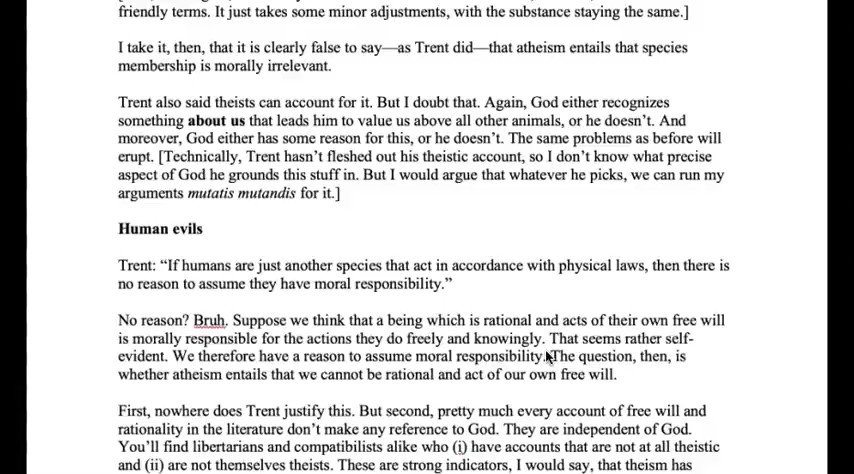 friendly terms. It just takes some minor adjustments, with the substance staying the same.]
I take it, then, that it is clearly false to say—as Trent did—that atheism entails that species
membership is morally irrelevant.
Trent also said theists can account for it. But I doubt that. Again, God either recognizes
something about us that leads him to value us above all other animals, or he doesn’t. And
moreover, God either has some reason for this, or he doesn’t. The same problems as before will
erupt. [Technically, Trent hasn’t fleshed out his theistic account, so I don’t know what precise
aspect of God he grounds this stuff in. But I would argue that whatever he picks, we can run my
arguments mutatis mutandis for it.]
Human evils
Trent: “If humans are just another species that act in accordance with physical laws, then there is
no reason to assume they have moral responsibility.”
No reason? Bruh. Suppose we think that a being which is rational and acts of their own free will
is morally responsible for the actions they do freely and knowingly. That seems rather self-
evident. We therefore have a reason to assume moral responsibility. The question, then, is
whether atheism entails that we cannot be rational and act of our own free will.
First, nowhere does Trent justify this. But second, pretty much every account of free will and
rationality in the literature don’t make any reference to God. They are independent of God.
You’ll find libertarians and compatibilists alike who (i) have accounts that are not at all theistic
and (ii) are not themselves theists. These are strong indicators, I would say, that theism has